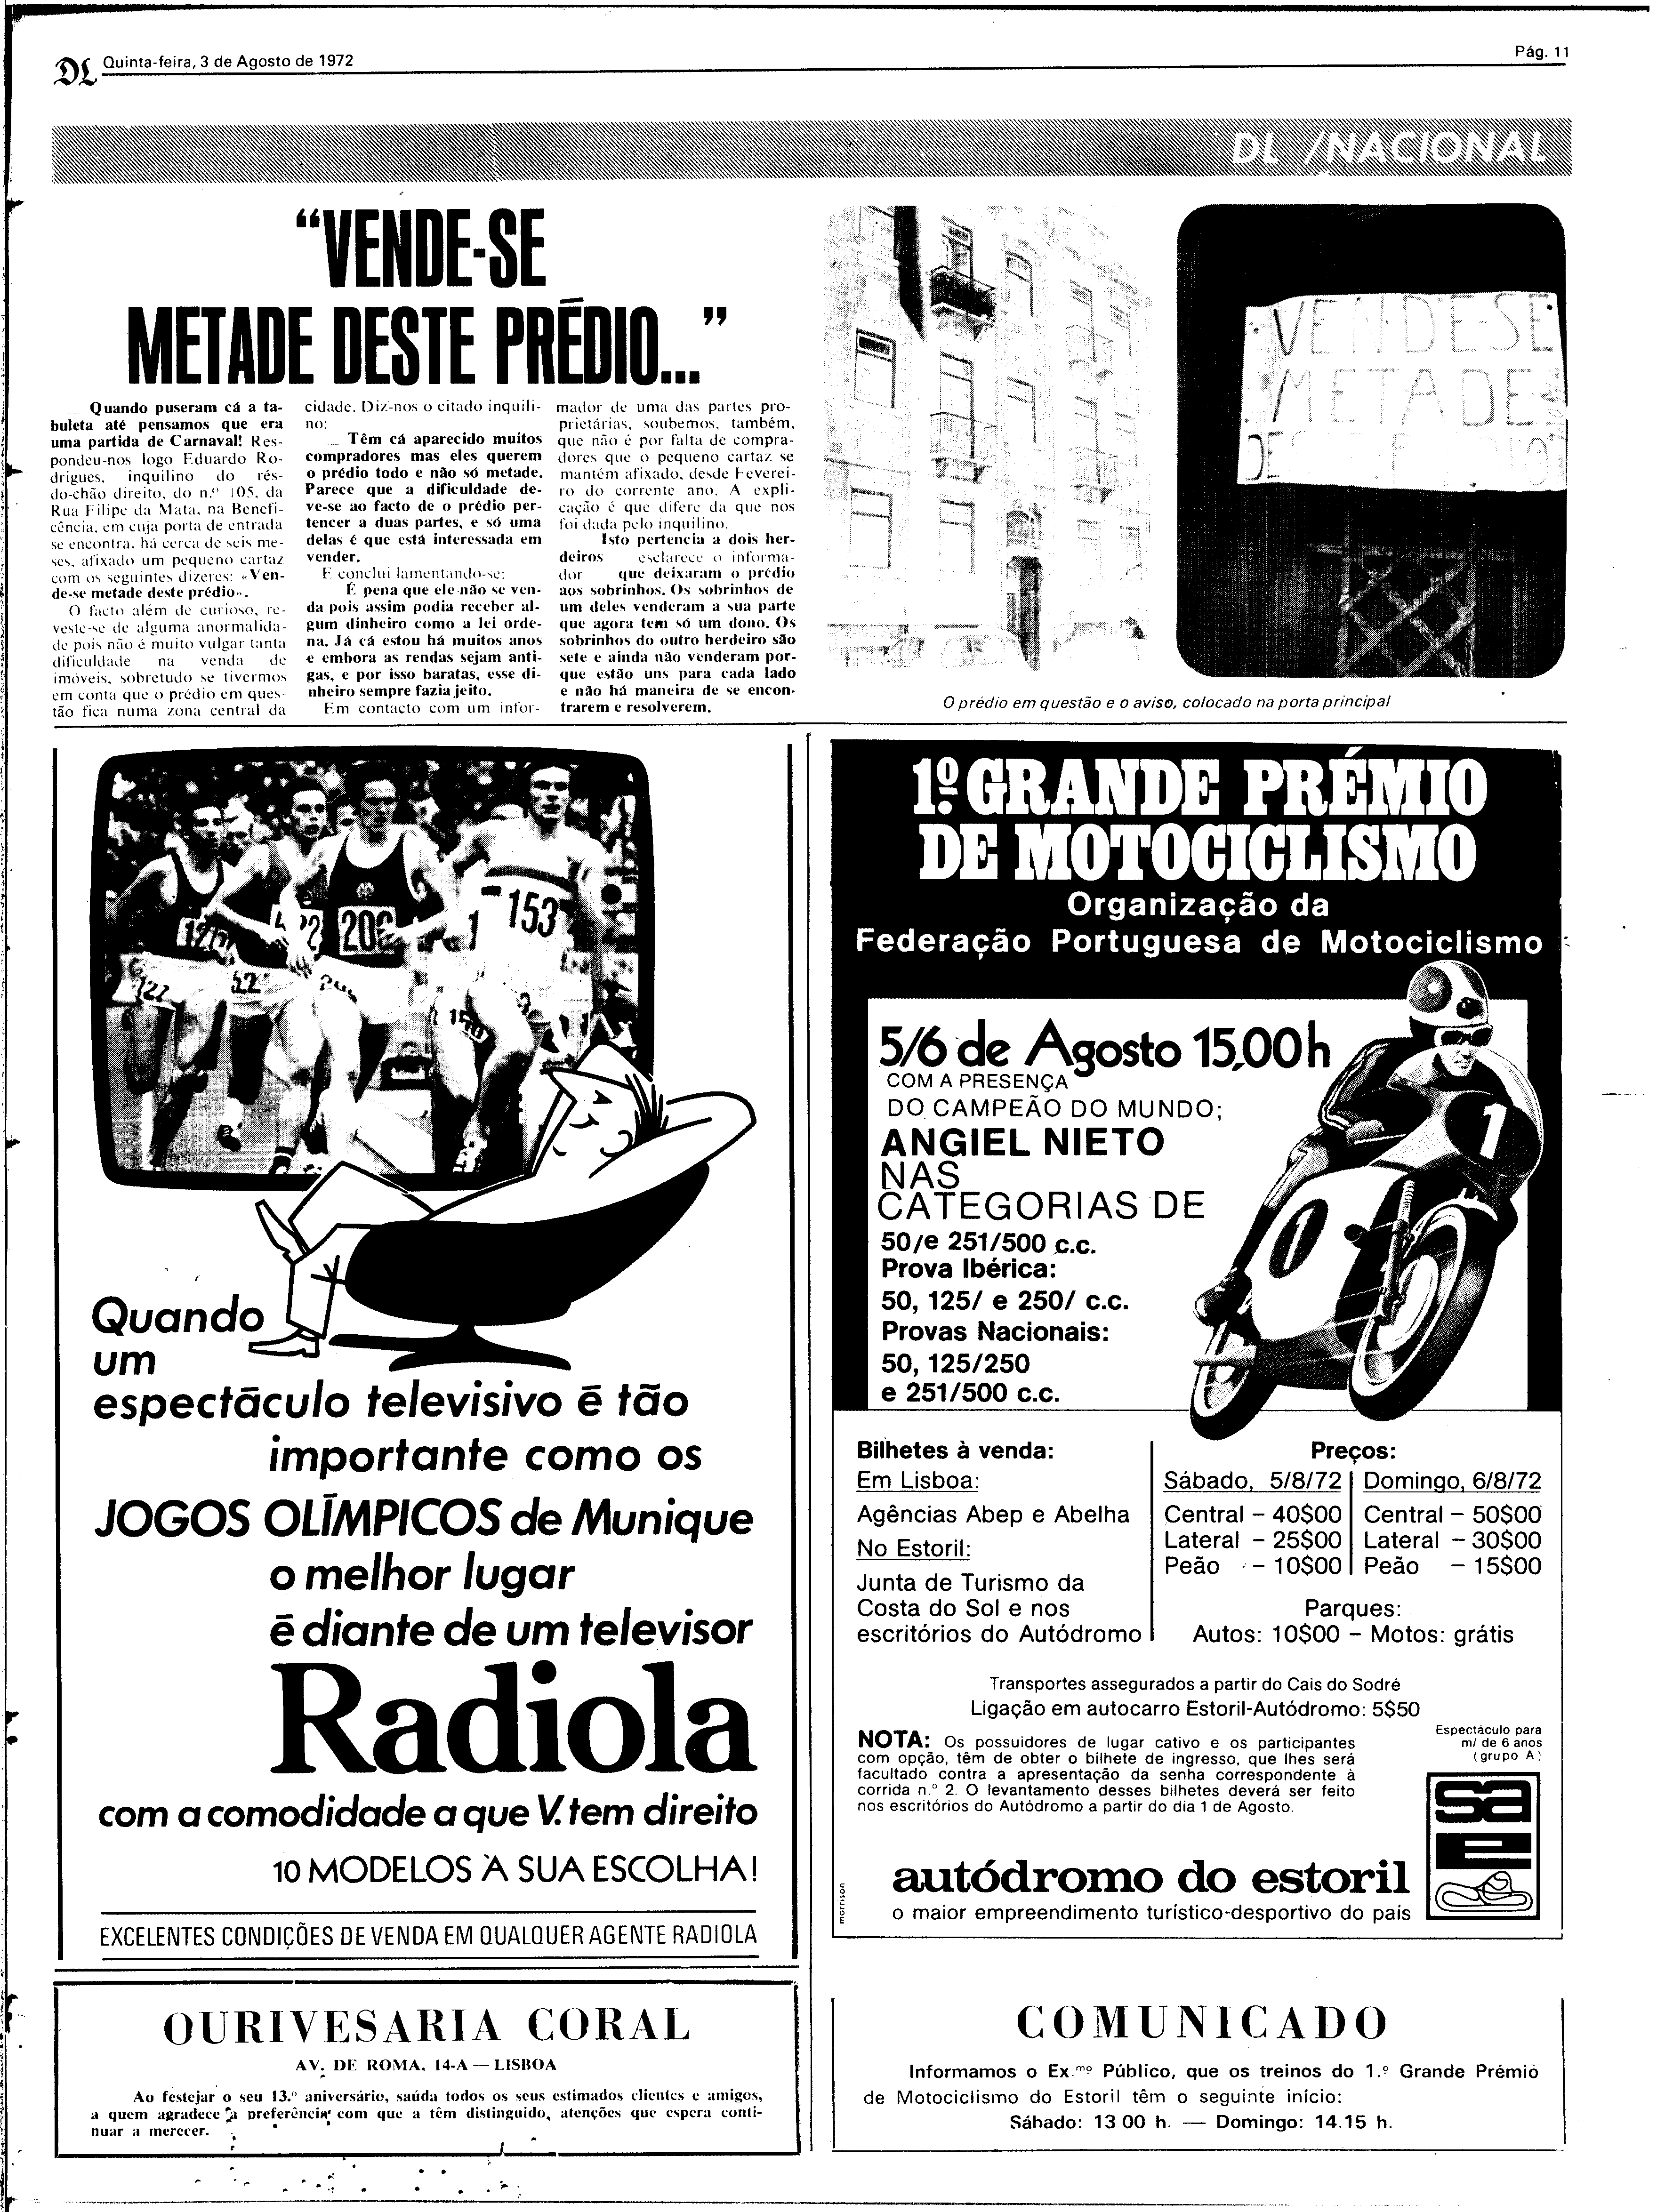 DL Quinta-feira, 3 de Agosto de 1972
Pág. 11
DL /NACIONAL
“VENDE-SE
METADE DESTE PRÉDIO...”
Quando puseram cá a ta-
buleta até pensamos que era
uma partida de Carnaval! Res-
pondeu-nos logo Eduardo Ro-
drigues, inquilino do rés-
do-chão direito, do n.º 105, da
Rua Filipe da Mata, na Benefi-
cência, em cuja porta de entrada
se encontra, há cerca de seis me-
ses, afixado um pequeno cartaz
com os seguintes dizeres: «Ven-
de-se metade deste prédio».
O facto além de curioso, re-
veste-se de alguma anormalida-
de pois não é muito vulgar tanta
dificuldade na venda de
imóveis, sobretudo se tivermos
em conta que o prédio em ques-
tão fica numa zona central da
cidade. Diz-nos o citado inquili-
no:
— Têm cá aparecido muitos
compradores mas eles querem
o prédio todo e não só metade.
Parece que a dificuldade de-
ve-se ao facto de o prédio per-
tencer a duas partes, e só uma
delas é que está interessada em
vender.
E conclui lamentando-se:
É pena que ele não se ven-
da pois assim podia receber al-
gum dinheiro como a lei orde-
na. Já cá estou há muitos anos
e embora as rendas sejam anti-
gas, e por isso baratas, esse di-
nheiro sempre fazia jeito.
Em contacto com um infor-
mador de uma das partes pro-
prietárias, soubemos, também,
que não é por falta de compra-
dores que o pequeno cartaz se
mantém afixado, desde Feverei-
ro do corrente ano. A expli-
cação é que difere da que nos
foi dada pelo inquilino.
Isto pertencia a dois her-
deiros esclarece o informa-
dor que deixaram o prédio
aos sobrinhos. Os sobrinhos de
um deles venderam a sua parte
que agora tem só um dono. Os
sobrinhos do outro herdeiro são
sete e ainda não venderam por-
que estão uns para cada lado
e não há maneira de se encon-
trarem e resolverem.
VENDE-SE
METADE
DESTE PREDIO
O prédio em questão e o aviso, colocado na porta principal
127
522
206
1
153
127
522
Quando
um
espectáculo televisivo é tão
importante como os
JOGOS OLÍMPICOS de Munique
o melhor lugar
é diante de um televisor
Radiola
com a comodidade a que V. tem direito
10 MODELOS À SUA ESCOLHA!
EXCELENTES CONDIÇÕES DE VENDA EM QUALQUER AGENTE RADIOLA
OURIVESARIA CORAL
AV. DE ROMA, 14-A — LISBOA
Ao festejar o seu 13.º aniversário, saúda todos os seus estimados clientes e amigos,
a quem agradece a preferência com que a têm distinguido, atenções que espera conti-
nuar a merecer.
1º. GRANDE PRÉMIO
DE MOTOCICLISMO
Organização da
Federação Portuguesa de Motociclismo
5/6 de Agosto 15,00 h
COM A PRESENÇA
DO CAMPEÃO DO MUNDO;
ANGIEL NIETO
NAS
CATEGORIAS DE
50/e 251/500 c.c.
Prova Ibérica:
50, 125/ e 250/ c.c.
Provas Nacionais:
50, 125/250
e 251/500 c.c.
1
1
Bilhetes à venda:
Em Lisboa:
Agências Abep e Abelha
No Estoril:
Junta de Turismo da
Costa do Sol e nos
escritórios do Autódromo
Preços:
Sábado, 5/8/72 Domingo, 6/8/72
Central – 40$00 Central – 50$00
Lateral – 25$00 Lateral – 30$00
Peão – 10$00 Peão – 15$00
Parques:
Autos: 10$00 – Motos: grátis
Transportes assegurados a partir do Cais do Sodré
Ligação em autocarro Estoril-Autódromo: 5$50
NOTA: Os possuidores de lugar cativo e os participantes
com opção, têm de obter o bilhete de ingresso, que lhes será
facultado contra a apresentação da senha correspondente à
corrida n.º 2. O levantamento desses bilhetes deverá ser feito
nos escritórios do Autódromo a partir do dia 1 de Agosto.
Espectáculo para
m/ de 6 anos
(grupo A)
sa
e
morrison
autódromo do estoril
o maior empreendimento turístico-desportivo do país
COMUNICADO
Informamos o Ex.mo Público, que os treinos do 1.º Grande Prémio
de Motociclismo do Estoril têm o seguinte início:
Sábado: 13 00 h. — Domingo: 14.15 h.